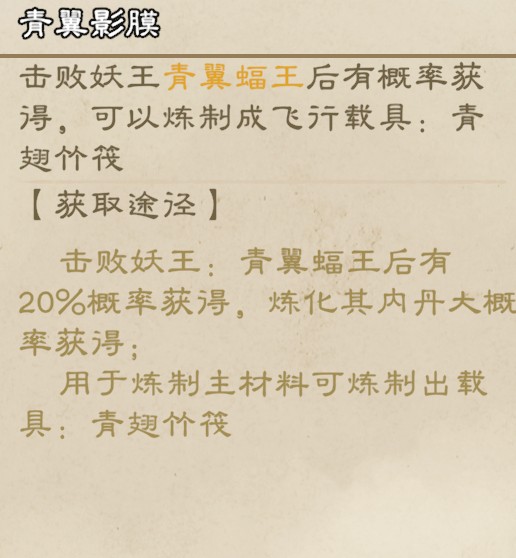 青翼影膜
击败妖王青翼蝠王后有概率获
得，可以炼制成飞行载具：青
翅竹筏
【获取途径】
击败妖王：青翼蝠王后有
20%概率获得，炼化其内丹大概
率获得；
用于炼制主材料可炼制出载
具：青翅竹筏